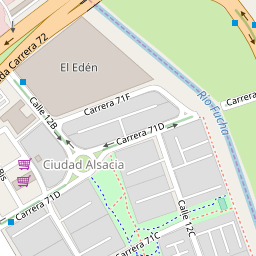 da Carrera 72
El Edén
Carrera 71F
Río Fucha
Carrera
Calle 12B
Carrera 71D
Ciudad Alsacia
Carrera 71D
Calle 12C
Carrera 71C